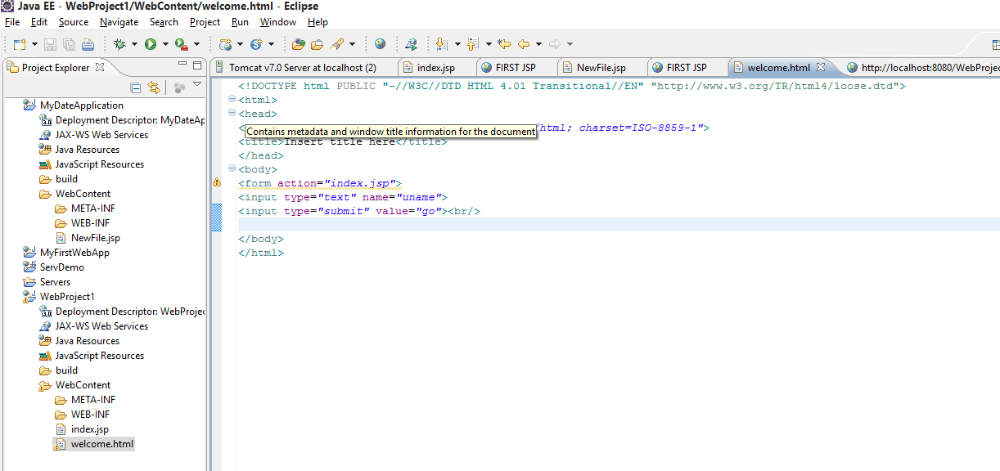 Java EE - WebProject1/WebContent/welcome.html - Eclipse
File Edit Source Navigate Search Project Run Window Help
Project Explorer
MyDateApplication
3.0 Deployment Descriptor: MyDateAp
JAX-WS Web Services
Java Resources
JavaScript Resources
build
WebContent
META-INF
WEB-INF
NewFile.jsp
MyFirstWebApp
ServDemo
Servers
WebProject1
3.0 Deployment Descriptor: WebProjec
JAX-WS Web Services
Java Resources
JavaScript Resources
build
WebContent
META-INF
WEB-INF
index.jsp
welcome.html
Tomcat v7.0 Server at localhost (2) index.jsp FIRST JSP NewFile.jsp FIRST JSP welcome.html http://localhost:8080/WebProjec
<!DOCTYPE html PUBLIC "-//W3C//DTD HTML 4.01 Transitional//EN" "http://www.w3.org/TR/html4/loose.dtd">
<html>
<head>
< /html; charset=ISO-8859-1">
Contains metadata and window title information for the document
<title>Insert title here</title>
</head>
<body>
<form action="index.jsp">
<input type="text" name="uname">
<input type="submit" value="go"><br/>
</body>
</html>